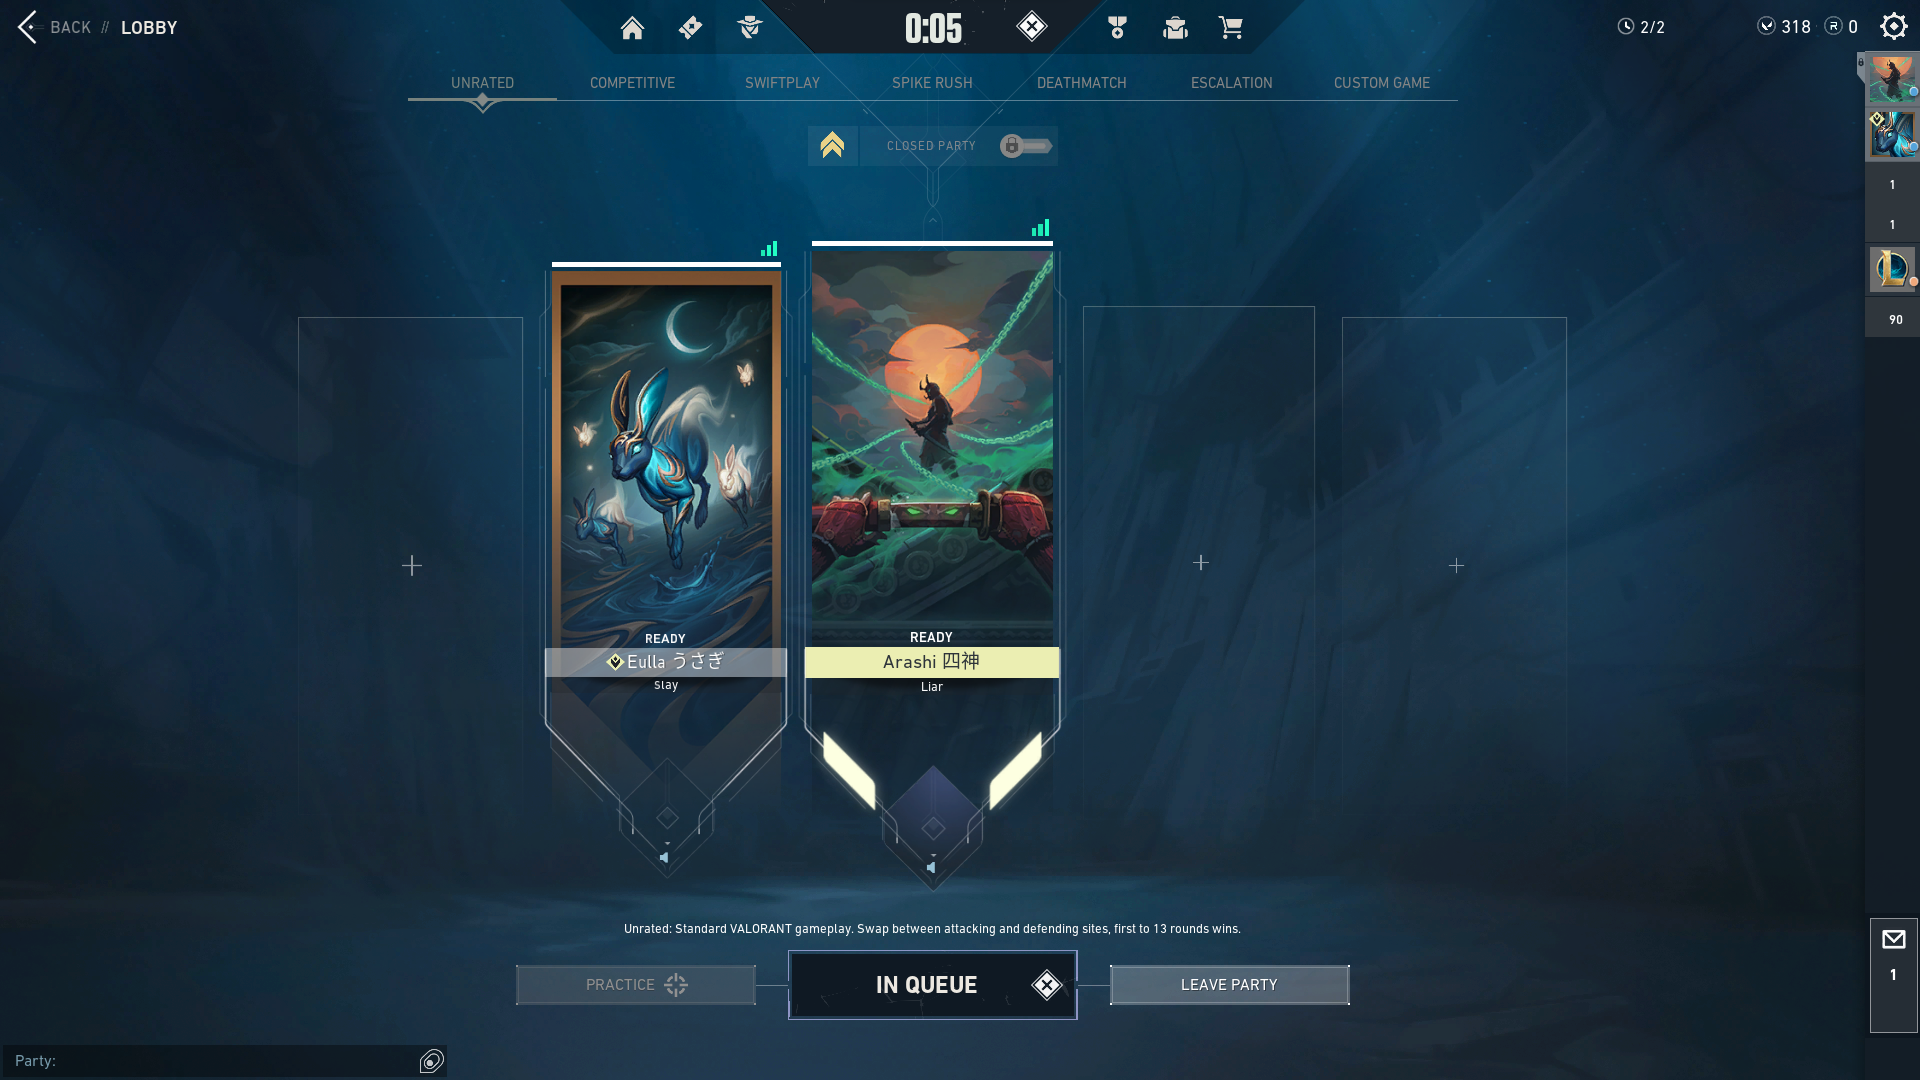 BACK // LOBBY
0:05
2/2
318
R 0
UNRATED
COMPETITIVE
SWIFTPLAY
SPIKE RUSH
DEATHMATCH
ESCALATION
CUSTOM GAME
CLOSED PARTY
1
1
90
READY
Eulla うさぎ
Slay
READY
Arashi 四神
Liar
Unrated: Standard VALORANT gameplay. Swap between attacking and defending sites, first to 13 rounds wins.
PRACTICE
IN QUEUE
LEAVE PARTY
1
Party: